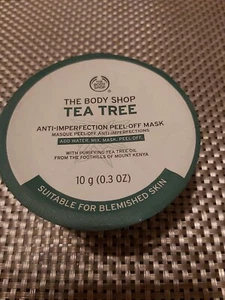 THE BODY SHOP
TEA TREE
ANTI-IMPERFECTION PEEL-OFF MASK
MASQUE PEEL-OFF ANTI-IMPERFECTIONS
ADD WATER, MIX, MASK, PEEL-OFF
WITH PURIFYING TEA TREE OIL
FROM THE FOOTHILLS OF MOUNT KENYA
10 g (0.3 OZ)
SUITABLE FOR BLEMISHED SKIN